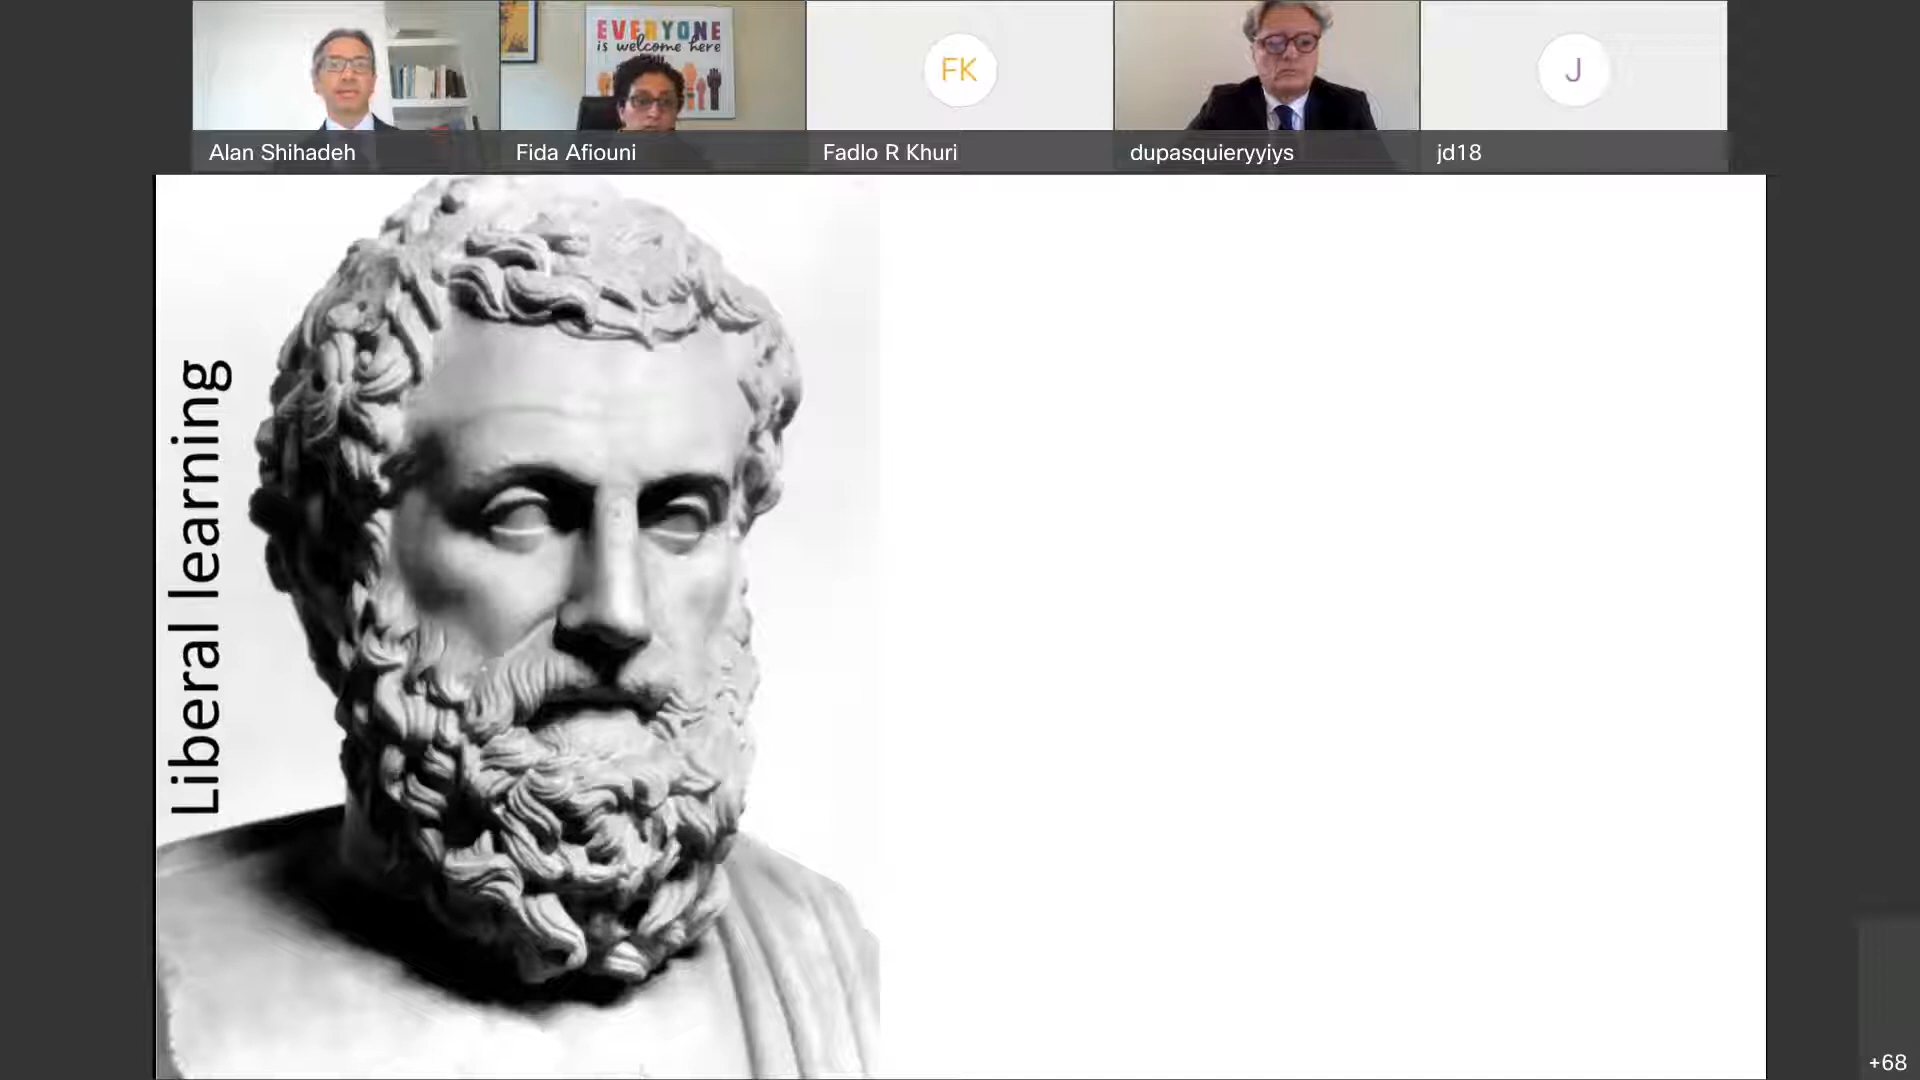 EVERYONE
is welcome here
FK
J
Alan Shihadeh
Fida Afiouni
Fadlo R Khuri
dupasquieryyiys
jd18
Liberal learning
+68